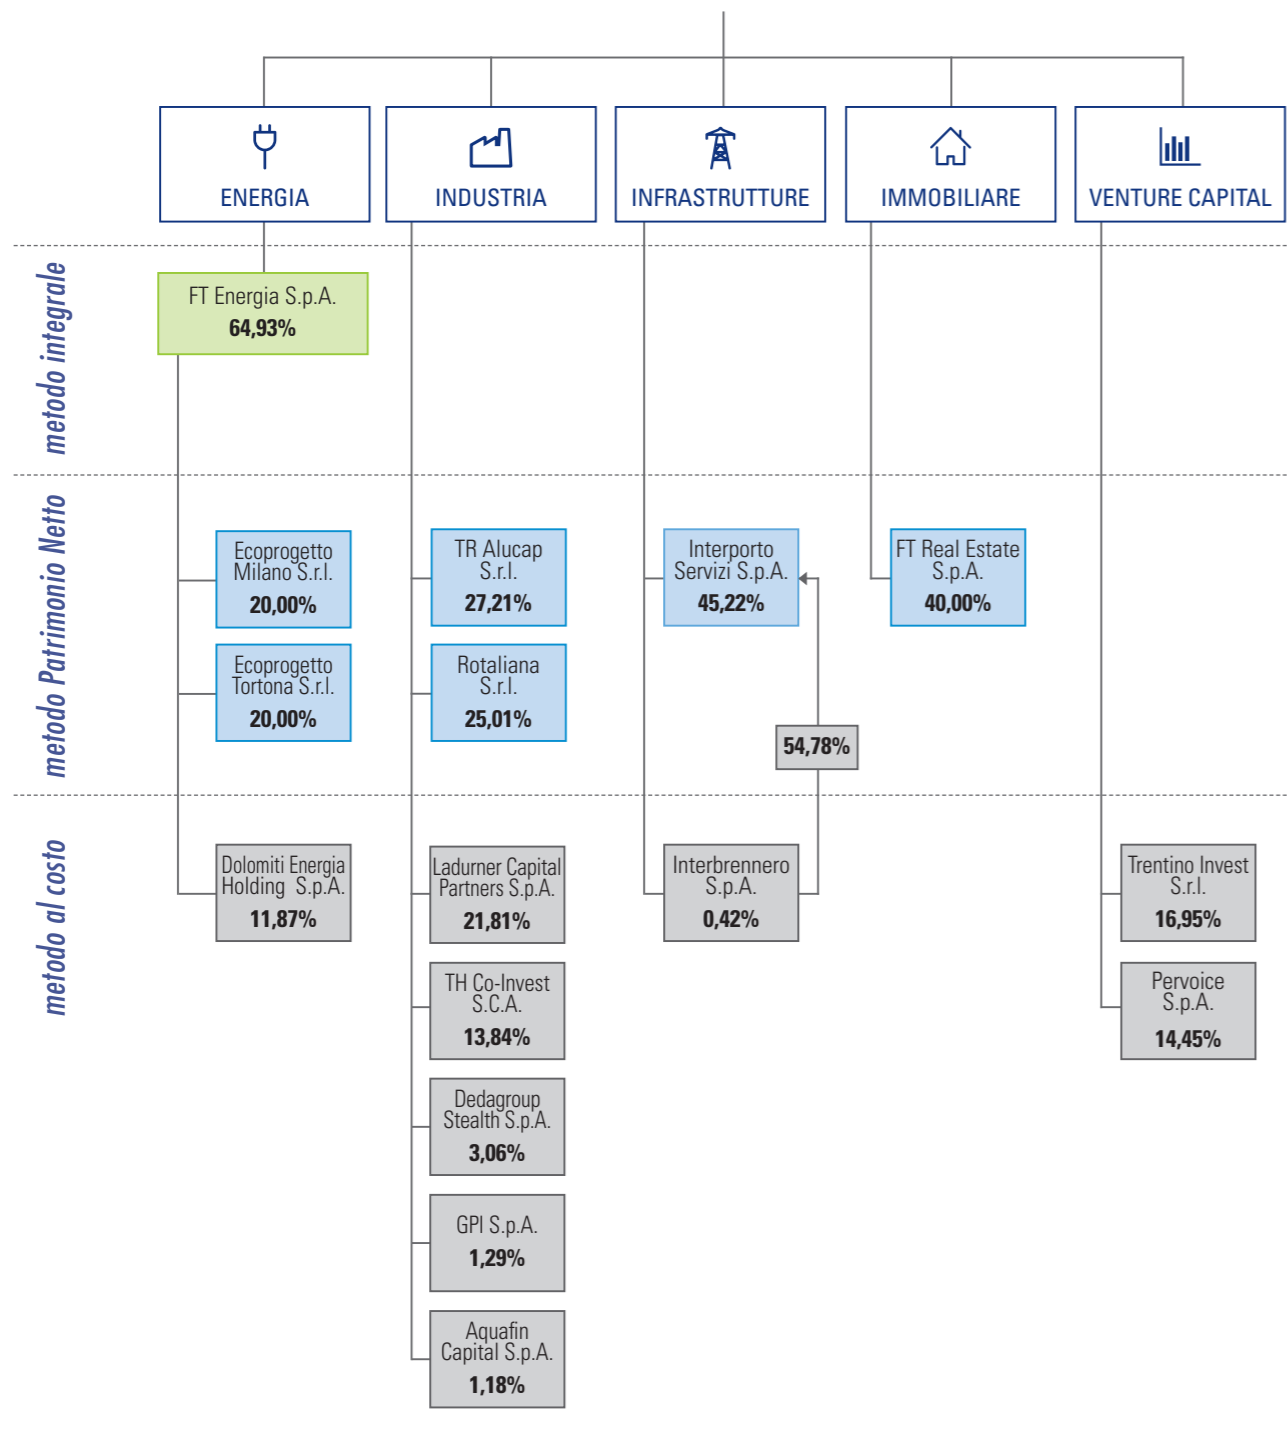 ENERGIA
INDUSTRIA
INFRASTRUTTURE
IMMOBILIARE
VENTURE CAPITAL
metodo integrale
FT Energia S.p.A.
64,93%
metodo Patrimonio Netto
Ecoprogetto
Milano S.r.l.
20,00%
TR Alucap
S.r.l.
27,21%
Interporto
Servizi S.p.A.
45,22%
FT Real Estate
S.p.A.
40,00%
Ecoprogetto
Tortona S.r.l.
20,00%
Rotaliana
S.r.l.
25,01%
54,78%
metodo al costo
Dolomiti Energia
Holding S.p.A.
11,87%
Ladurner Capital
Partners S.p.A.
21,81%
Interbrennero
S.p.A.
0,42%
Trentino Invest
S.r.l.
16,95%
TH Co-Invest
S.C.A.
13,84%
Pervoice
S.p.A.
14,45%
Dedagroup
Stealth S.p.A.
3,06%
GPI S.p.A.
1,29%
Aquafin
Capital S.p.A.
1,18%